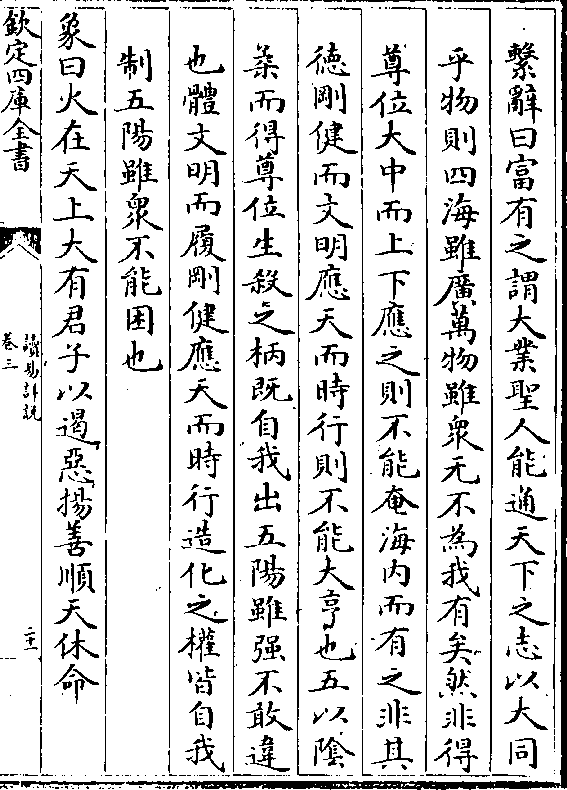 繫辭曰富有之謂大業聖人能通天下之志以大同
乎物則四海雖廣萬物雖衆无不為我有矣然非得
尊位大中而上下應之則不能奄海内而有之非其
徳剛健而文明應天而時行則不能大亨也五以隂
柔而得尊位生殺之柄既自我出五陽雖强不敢違
也體文明而履剛健應天而時行造化之權皆自我
制五陽雖衆不能困也
象曰火在天上大有君子以遏惡揚善順天休命
欽定四庫全書
讀易詳説
卷三
二十一